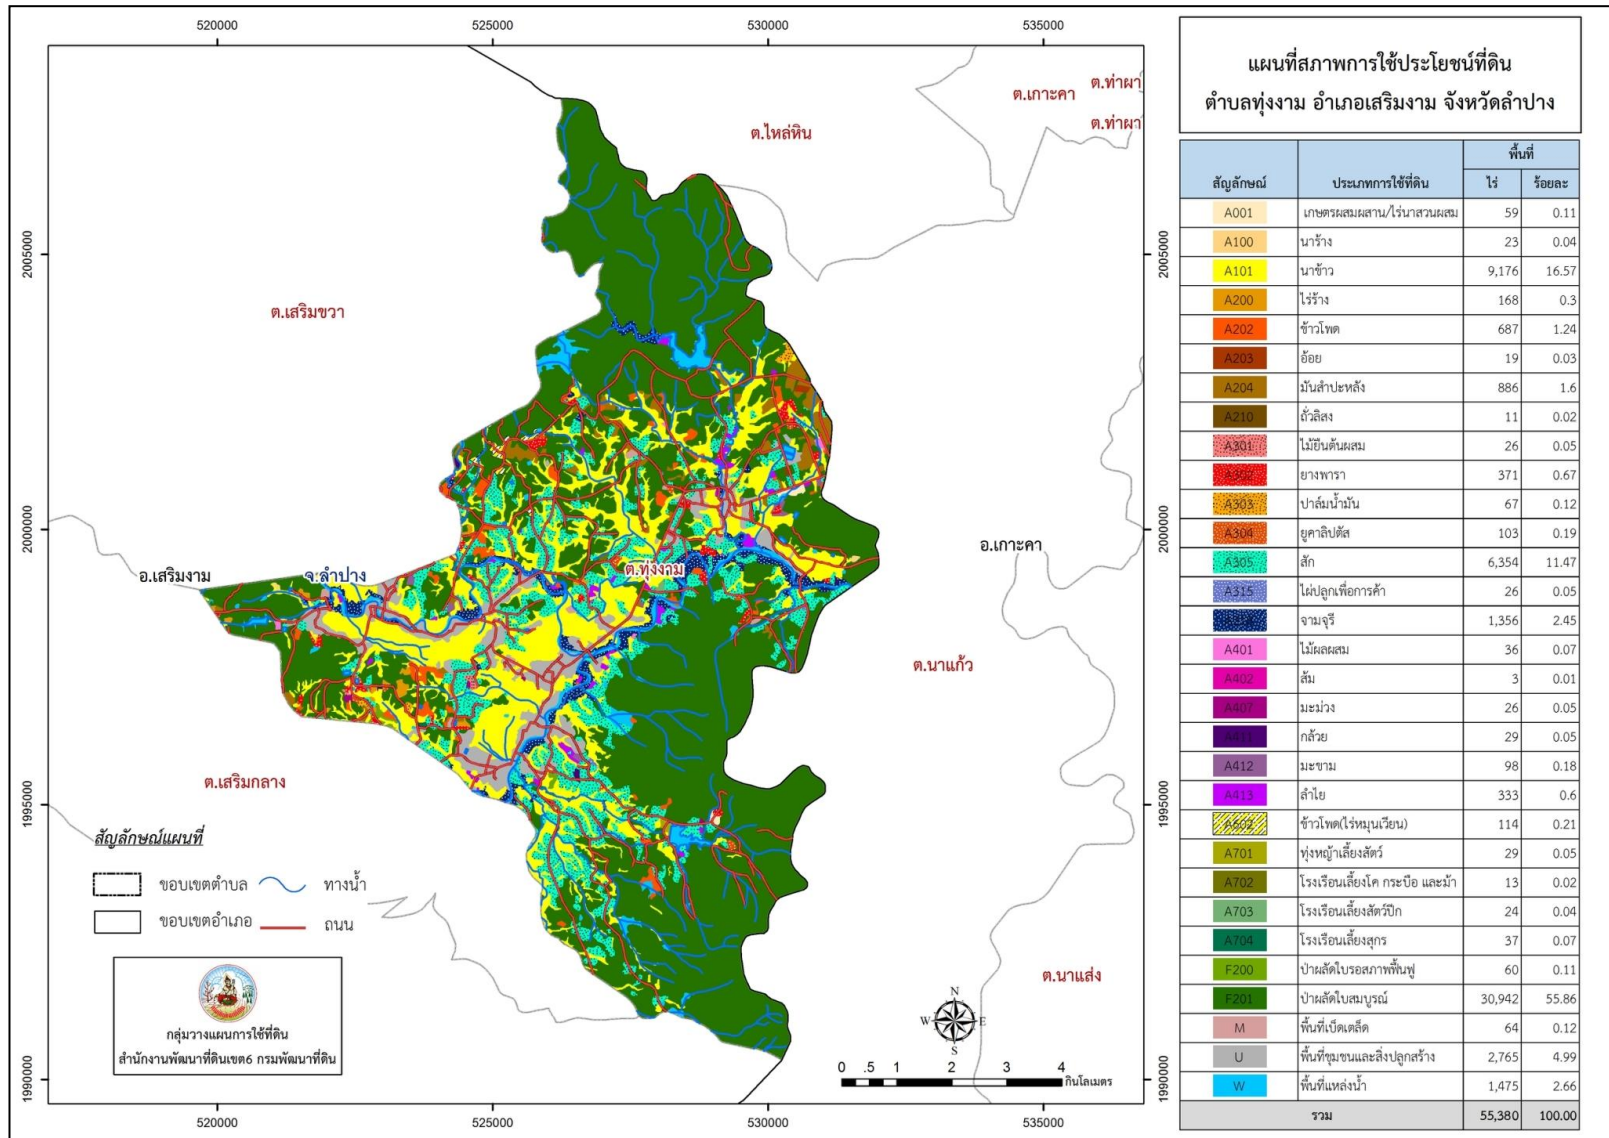 520000 525000 530000 535000
2005000
2000000
1995000
1990000
ต.เกาะคา
ต.ท่าผา
ต.ท่าผา
ต.ไหล่หิน
ต.เสริมขวา
อ.เกาะคา
อ.เสริมงาม
จ.ลำปาง
ต.ทุ่งงาม
ต.นาแก้ว
ต.เสริมกลาง
ต.นาแส่ง
สัญลักษณ์แผนที่
ขอบเขตตำบล ทางน้ำ
ขอบเขตอำเภอ ถนน
กลุ่มวางแผนการใช้ที่ดิน
สำนักงานพัฒนาที่ดินเขต6 กรมพัฒนาที่ดิน
N
W E
S
0 .5 1 2 3 4
กิโลเมตร
2005000
2000000
1995000
1990000
520000 525000 530000 535000
แผนที่สภาพการใช้ประโยชน์ที่ดิน
ตำบลทุ่งงาม อำเภอเสริมงาม จังหวัดลำปาง
พื้นที่
สัญลักษณ์ ประเภทการใช้ที่ดิน ไร่ ร้อยละ
A001 เกษตรผสมผสาน/ไร่นาสวนผสม 59 0.11
A100 นาร้าง 23 0.04
A101 นาข้าว 9,176 16.57
A200 ไร่ร้าง 168 0.3
A202 ข้าวโพด 687 1.24
A203 อ้อย 19 0.03
A204 มันสำปะหลัง 886 1.6
A210 ถั่วลิสง 11 0.02
A301 ไม้ยืนต้นผสม 26 0.05
A302 ยางพารา 371 0.67
A303 ปาล์มน้ำมัน 67 0.12
A304 ยูคาลิปตัส 103 0.19
A305 สัก 6,354 11.47
A315 ไผ่ปลูกเพื่อการค้า 26 0.05
จามจุรี 1,356 2.45
A401 ไม้ผลผสม 36 0.07
A402 ส้ม 3 0.01
A407 มะม่วง 26 0.05
A411 กล้วย 29 0.05
A412 มะขาม 98 0.18
A413 ลำไย 333 0.6
A602 ข้าวโพด(ไร่หมุนเวียน) 114 0.21
A701 ทุ่งหญ้าเลี้ยงสัตว์ 29 0.05
A702 โรงเรือนเลี้ยงโค กระบือ และม้า 13 0.02
A703 โรงเรือนเลี้ยงสัตว์ปีก 24 0.04
A704 โรงเรือนเลี้ยงสุกร 37 0.07
F200 ป่าผลัดใบรอสภาพฟื้นฟู 60 0.11
F201 ป่าผลัดใบสมบูรณ์ 30,942 55.86
M พื้นที่เบ็ดเตล็ด 64 0.12
U พื้นที่ชุมชนและสิ่งปลูกสร้าง 2,765 4.99
W พื้นที่แหล่งน้ำ 1,475 2.66
รวม 55,380 100.00